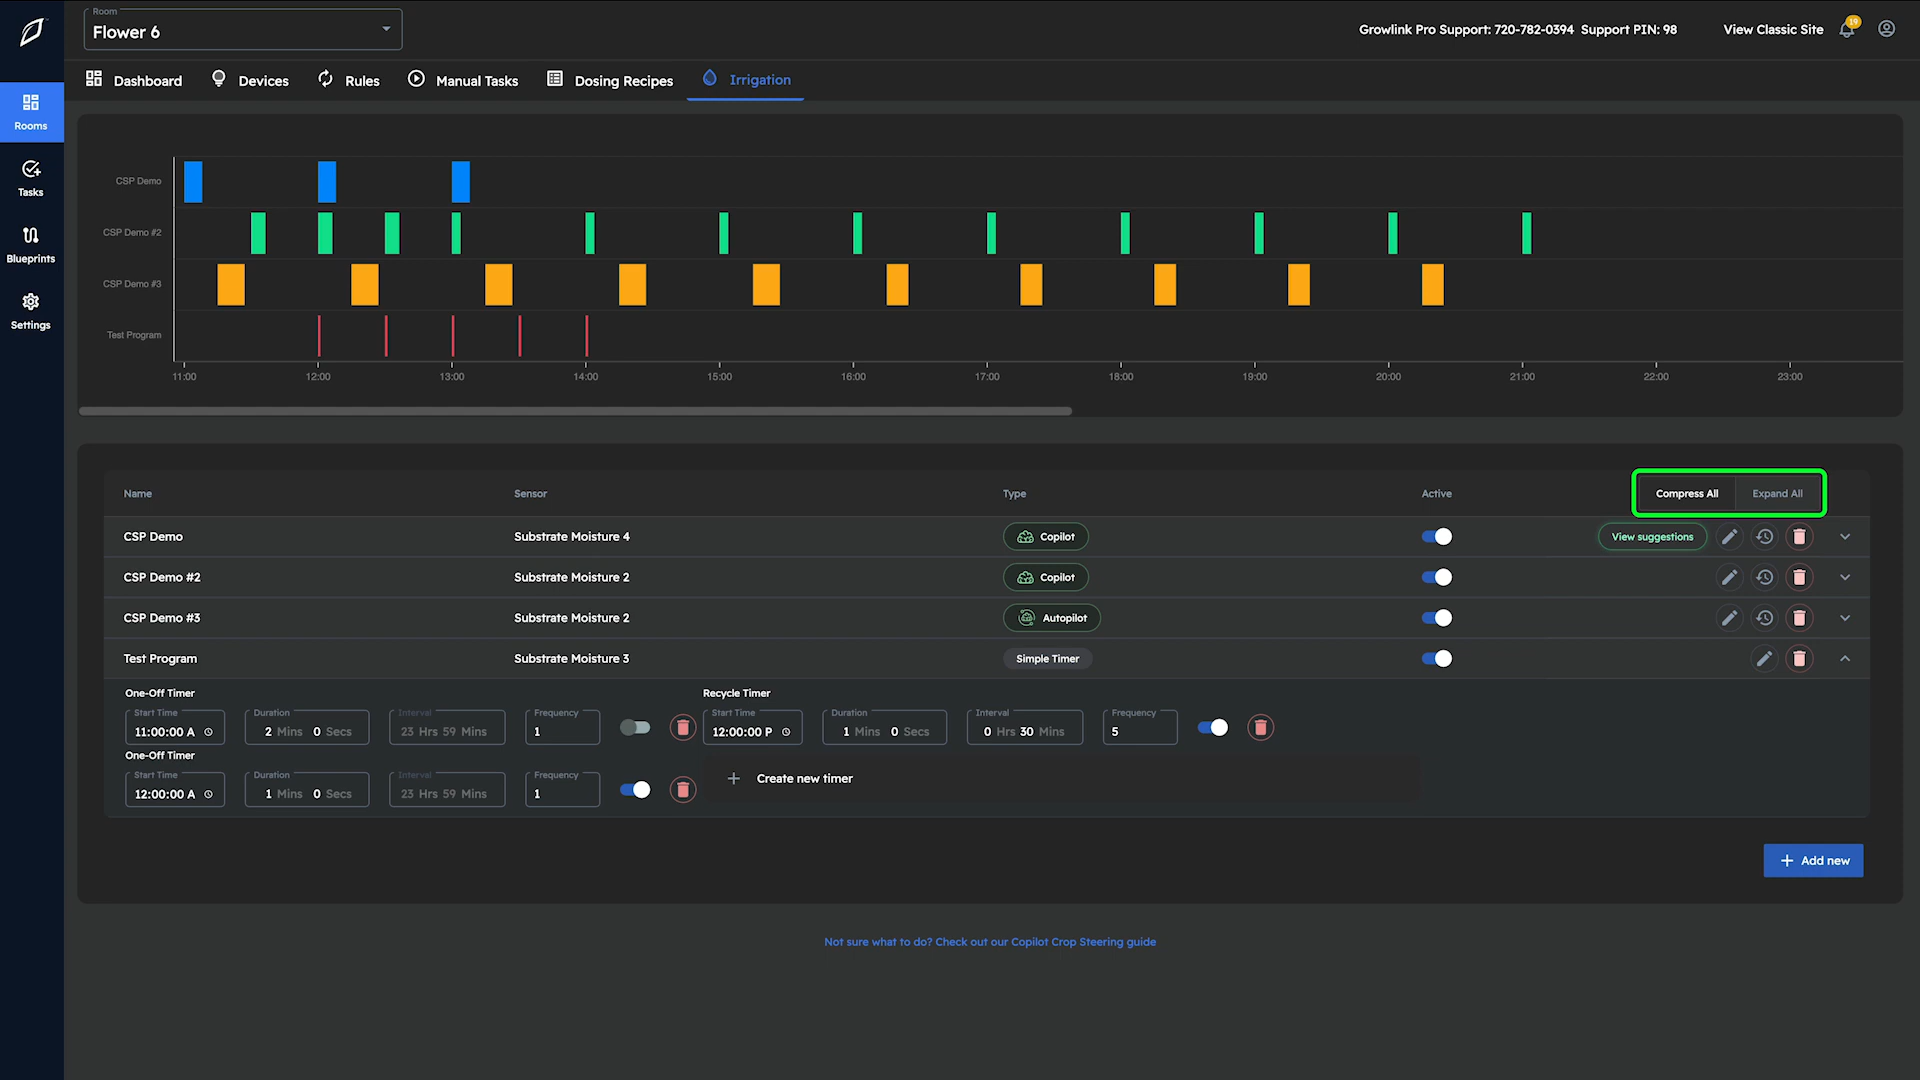 Room
Flower 6
Growlink Pro Support: 720-782-0394 Support PIN: 98
View Classic Site
19
Dashboard
Devices
Rules
Manual Tasks
Dosing Recipes
Irrigation
Rooms
Tasks
Blueprints
Settings
CSP Demo
CSP Demo #2
CSP Demo #3
Test Program
11:00 12:00 13:00 14:00 15:00 16:00 17:00 18:00 19:00 20:00 21:00 22:00 23:00
Name Sensor Type Active Compress All Expand All
CSP Demo Substrate Moisture 4 Copilot View suggestions
CSP Demo #2 Substrate Moisture 2 Copilot
CSP Demo #3 Substrate Moisture 2 Autopilot
Test Program Substrate Moisture 3 Simple Timer
One-Off Timer Recycle Timer
Start Time Duration Interval Frequency Start Time Duration Interval Frequency
11:00:00 A 2 Mins 0 Secs 23 Hrs 59 Mins 1 12:00:00 P 1 Mins 0 Secs 0 Hrs 30 Mins 5
One-Off Timer
Start Time Duration Interval Frequency
12:00:00 A 1 Mins 0 Secs 23 Hrs 59 Mins 1
+ Create new timer
+ Add new
Not sure what to do? Check out our Copilot Crop Steering guide